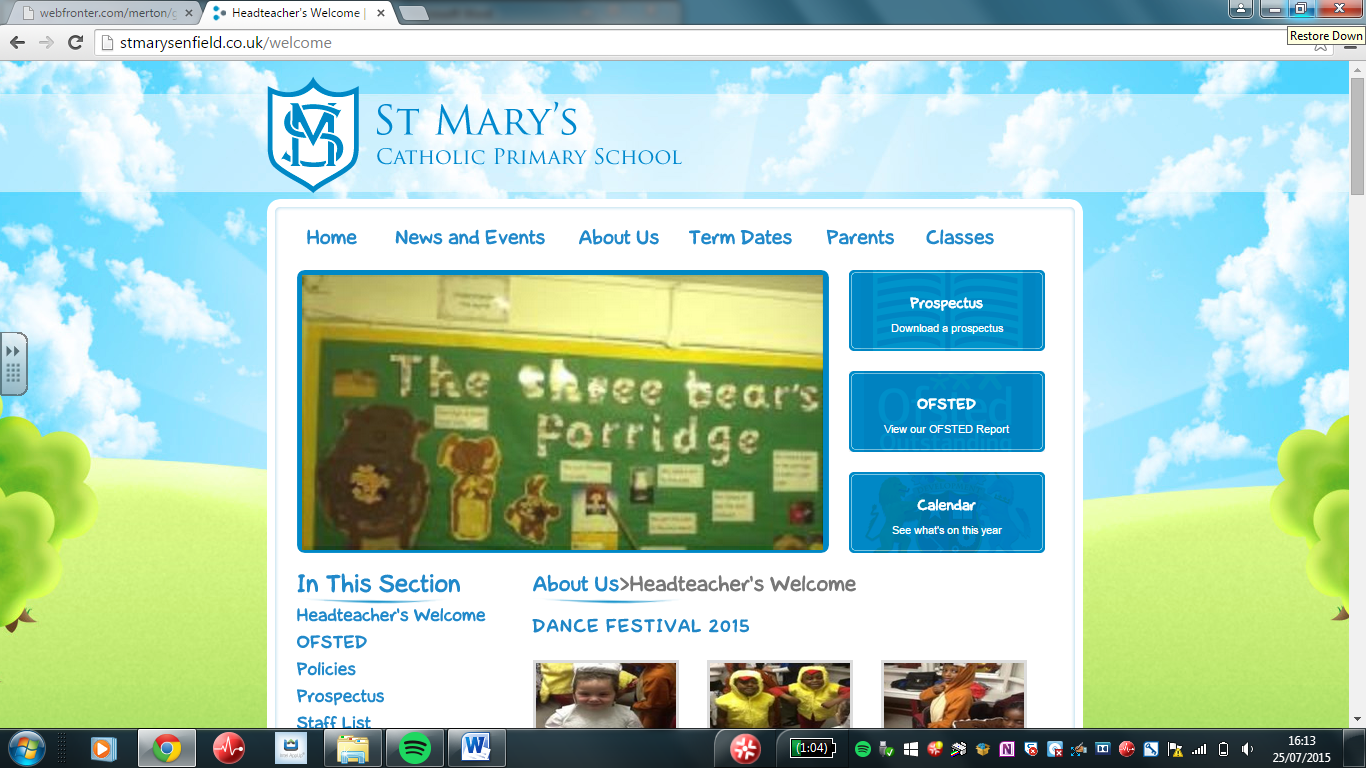 webfronter.com/merton/g
Headteacher's Welcome |
Restore Down
stmarysenfield.co.uk/welcome
ST MARY'S
CATHOLIC PRIMARY SCHOOL
Home News and Events About Us Term Dates Parents Classes
The three bear's
Porridge
Prospectus
Download a prospectus
OFSTED
View our OFSTED Report
Ofsted
Outstanding
Calendar
See what's on this year
In This Section
Headteacher's Welcome
OFSTED
Policies
Prospectus
Staff List
About Us>Headteacher's Welcome
DANCE FESTIVAL 2015
(1:04)
16:13
25/07/2015